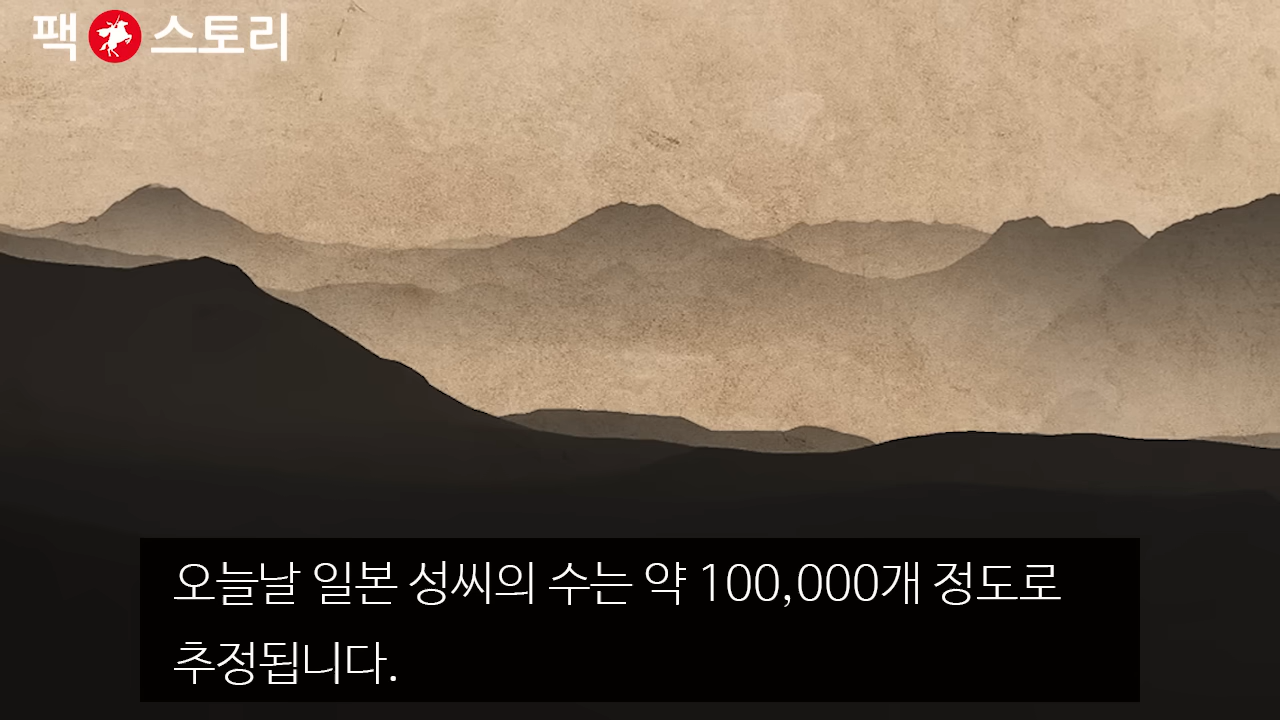 팩 스토리
오늘날 일본 성씨의 수는 약 100,000개 정도로
추정됩니다.